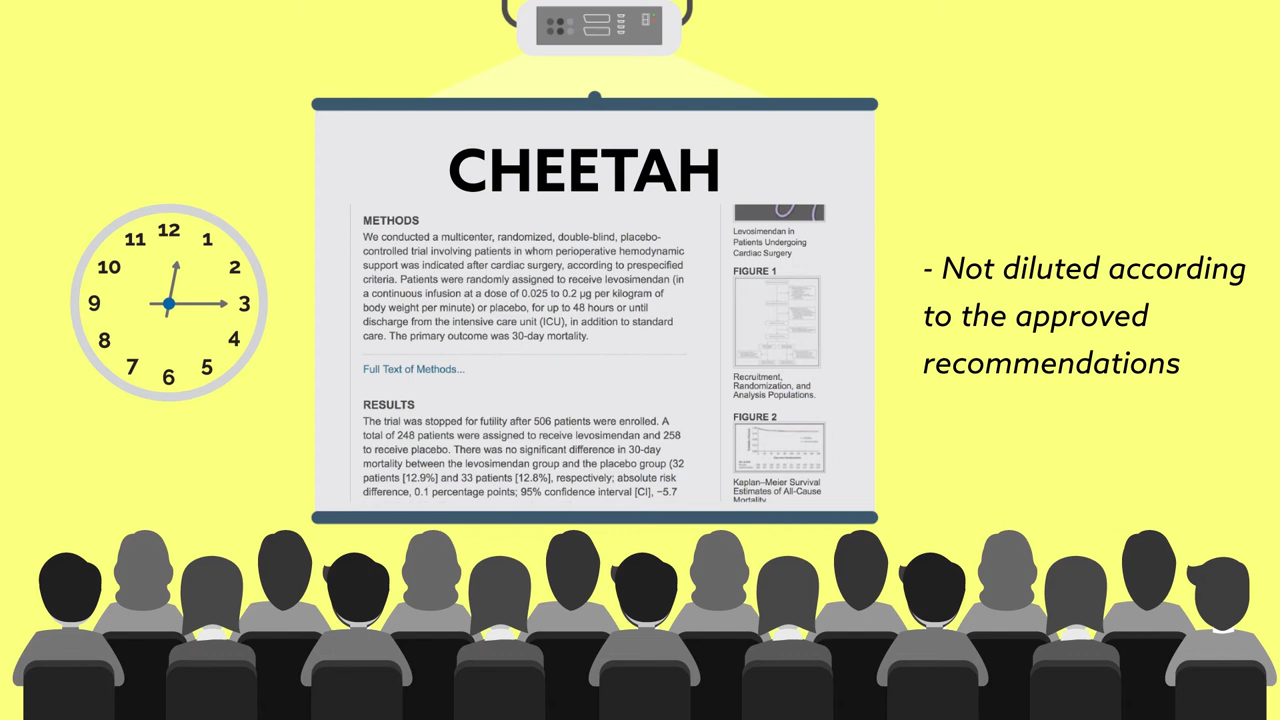 CHEETAH
12
11
1
10
2
9
3
8
4
7
5
6
METHODS
We conducted a multicenter, randomized, double-blind, placebo-
controlled trial involving patients in whom perioperative hemodynamic
support was indicated after cardiac surgery, according to prespecified
criteria. Patients were randomly assigned to receive levosimendan (in
a continuous infusion at a dose of 0.025 to 0.2 μg per kilogram of
body weight per minute) or placebo, for up to 48 hours or until
discharge from the intensive care unit (ICU), in addition to standard
care. The primary outcome was 30-day mortality.
Full Text of Methods...
RESULTS
The trial was stopped for futility after 506 patients were enrolled. A
total of 248 patients were assigned to receive levosimendan and 258
to receive placebo. There was no significant difference in 30-day
mortality between the levosimendan group and the placebo group (32
patients [12.9%] and 33 patients [12.8%], respectively; absolute risk
difference, 0.1 percentage points; 95% confidence interval [CI], −5.7
Levosimendan in
Patients Undergoing
Cardiac Surgery
FIGURE 1
Recruitment,
Randomization, and
Analysis Populations.
FIGURE 2
Kaplan–Meier Survival
Estimates of All-Cause
Mortality
- Not diluted according
to the approved
recommendations